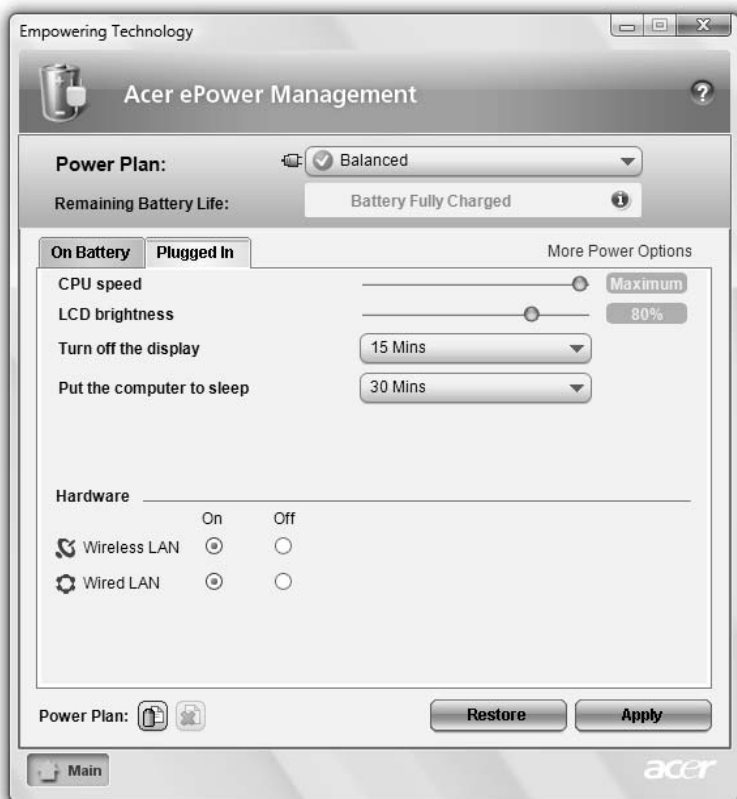 Empowering Technology
Acer ePower Management
?
Power Plan: Balanced
Remaining Battery Life: Battery Fully Charged i
On Battery Plugged In More Power Options
CPU speed Maximum
LCD brightness 80%
Turn off the display 15 Mins
Put the computer to sleep 30 Mins
Hardware
On Off
Wireless LAN
Wired LAN
Power Plan: Restore Apply
Main acer